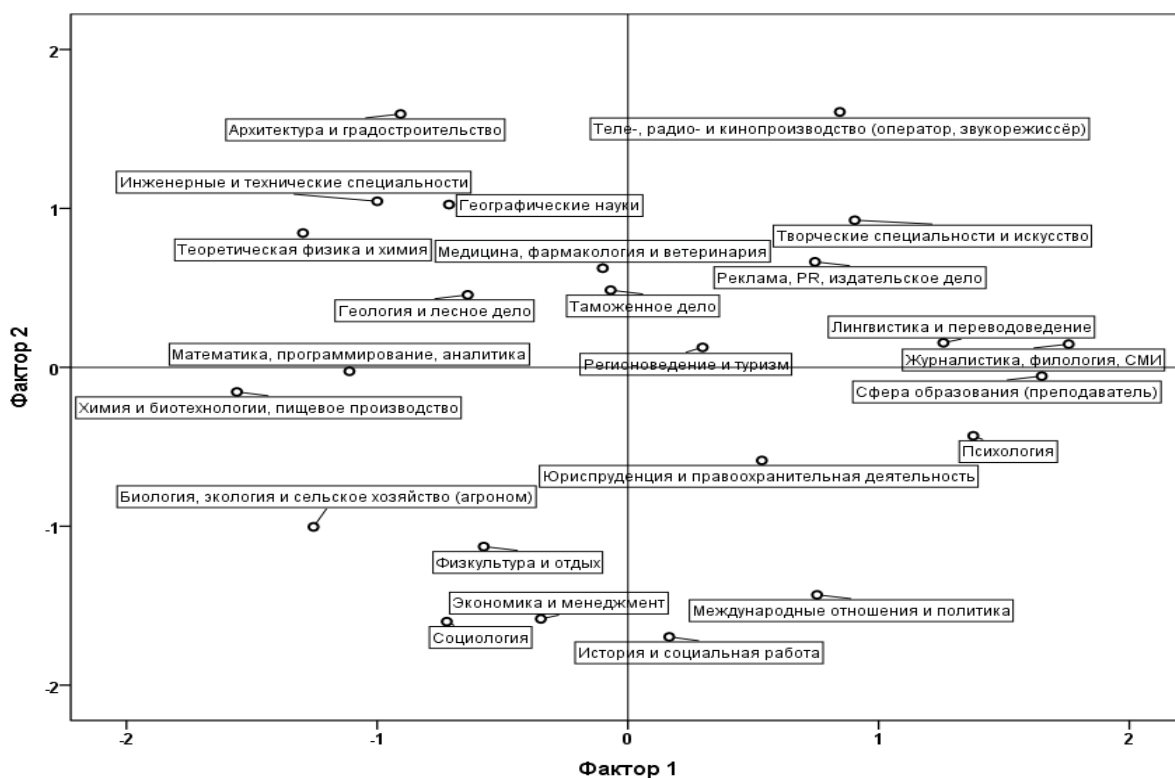 2
Архитектура и градостроительство
Теле-, радио- и кинопроизводство (оператор, звукорежиссёр)
Инженерные и технические специальности
1
Географические науки
Творческие специальности и искусство
Теоретическая физика и химия
Медицина, фармакология и ветеринария
Реклама, PR, издательское дело
Геология и лесное дело
Таможенное дело
Лингвистика и переводоведение
Математика, программирование, аналитика
Регионоведение и туризм
Журналистика, филология, СМИ
Фактор 2
0
Сфера образования (преподаватель)
Химия и биотехнологии, пищевое производство
Психология
Юриспруденция и правоохранительная деятельность
Биология, экология и сельское хозяйство (агроном)
-1
Физкультура и отдых
Экономика и менеджмент
Международные отношения и политика
Социология
История и социальная работа
-2
-2
-1
0
1
2
Фактор 1